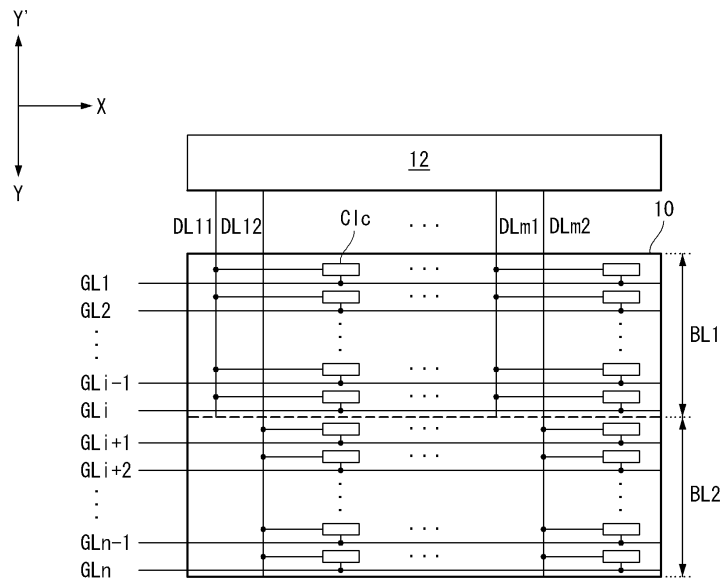 Y'
X
Y
12
DL11 DL12 Clc ··· DLm1 DLm2 10
GL1
GL2
GLi-1
GLi
GLi+1
GLi+2
GLn-1
GLn
BL1
BL2